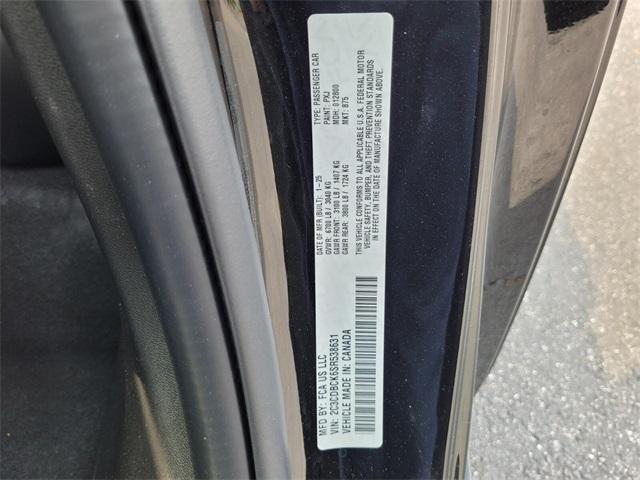 MFD BY: FCA US LLC
DATE OF MFR (BUILT): 1-25
TYPE: PASSENGER CAR
VIN: 2C3CDBCK6SR538631
GVWR: 6700 LB / 3040 KG
PAINT: PXJ
VEHICLE MADE IN: CANADA
GAWR FRONT: 3100 LB / 1407 KG
MDH: 012800
GAWR REAR: 3800 LB / 1724 KG
MKT: 875
THIS VEHICLE CONFORMS TO ALL APPLICABLE U.S.A. FEDERAL MOTOR
VEHICLE SAFETY, BUMPER, AND THEFT PREVENTION STANDARDS
IN EFFECT ON THE DATE OF MANUFACTURE SHOWN ABOVE.